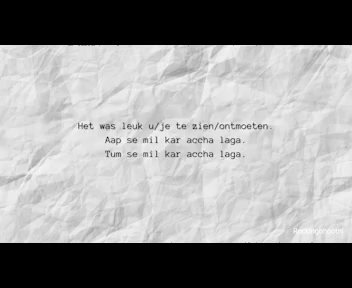 Het was leuk u/je te zien/ontmoeten.
Aap se mil kar accha laga.
Tum se mil kar accha laga.